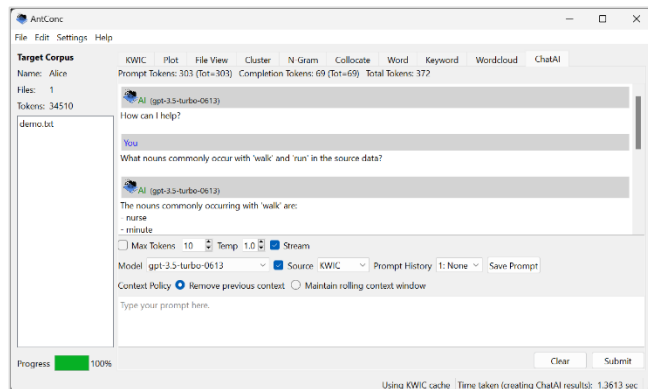 AntConc
File Edit Settings Help
Target Corpus
Name: Alice
Files: 1
Tokens: 34510
demo.txt
Progress 100%
KWIC Plot File View Cluster N-Gram Collocate Word Keyword Wordcloud ChatAI
Prompt Tokens: 303 (Tot=303) Completion Tokens: 69 (Tot=69) Total Tokens: 372
AI (gpt-3.5-turbo-0613)
How can I help?
You
What nouns commonly occur with 'walk' and 'run' in the source data?
AI (gpt-3.5-turbo-0613)
The nouns commonly occurring with 'walk' are:
- nurse
- minute
Max Tokens 10 Temp 1.0 Stream
Model gpt-3.5-turbo-0613 Source KWIC Prompt History 1: None Save Prompt
Context Policy Remove previous context Maintain rolling context window
Type your prompt here.
Clear Submit
Using KWIC cache Time taken (creating ChatAI results): 1.3613 sec